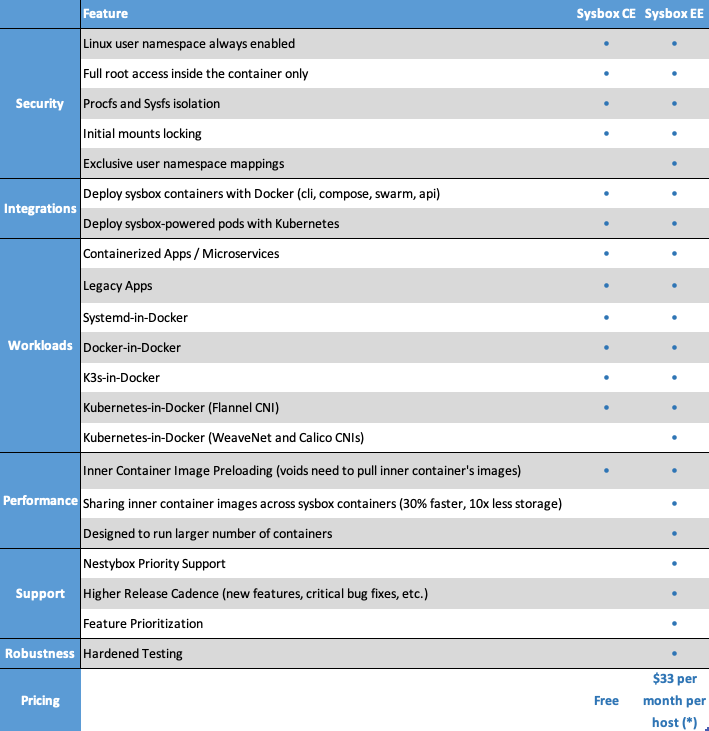 Feature Sysbox CE Sysbox EE
Security
Linux user namespace always enabled • •
Full root access inside the container only • •
Procfs and Sysfs isolation • •
Initial mounts locking • •
Exclusive user namespace mappings •
Integrations
Deploy sysbox containers with Docker (cli, compose, swarm, api) • •
Deploy sysbox-powered pods with Kubernetes • •
Workloads
Containerized Apps / Microservices • •
Legacy Apps • •
Systemd-in-Docker • •
Docker-in-Docker • •
K3s-in-Docker • •
Kubernetes-in-Docker (Flannel CNI) • •
Kubernetes-in-Docker (WeaveNet and Calico CNIs) •
Performance
Inner Container Image Preloading (voids need to pull inner container's images) • •
Sharing inner container images across sysbox containers (30% faster, 10x less storage) •
Designed to run larger number of containers •
Support
Nestybox Priority Support •
Higher Release Cadence (new features, critical bug fixes, etc.) •
Feature Prioritization •
Robustness
Hardened Testing •
Pricing
Free
$33 per
month per
host (*)